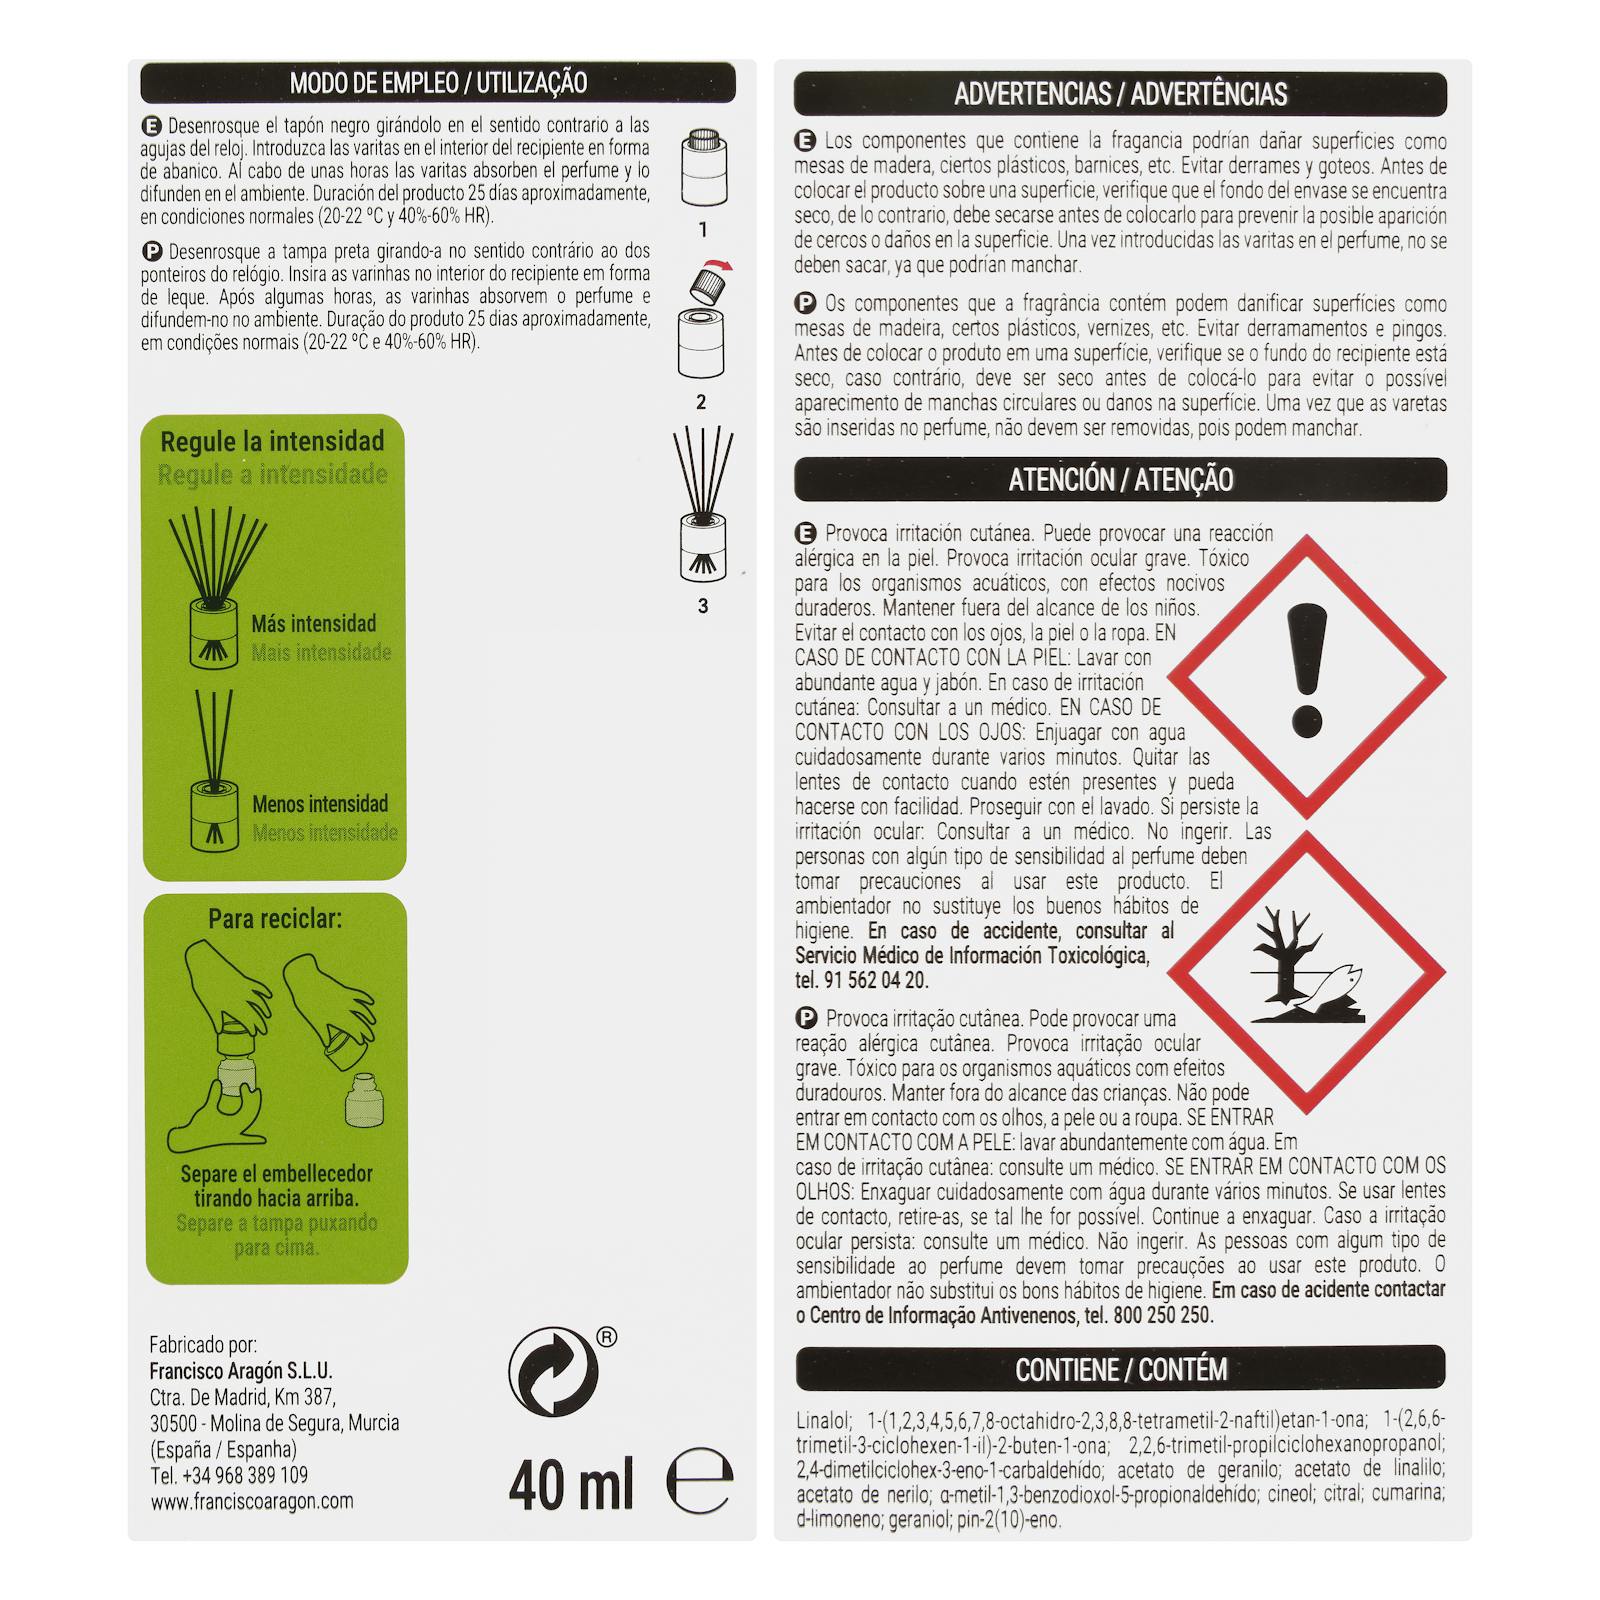 MODO DE EMPLEO / UTILIZAÇÃO
E Desenrosque el tapón negro girándolo en el sentido contrario a las
agujas del reloj. Introduzca las varitas en el interior del recipiente en forma
de abanico. Al cabo de unas horas las varitas absorben el perfume y lo
difunden en el ambiente. Duración del producto 25 días aproximadamente,
en condiciones normales (20-22 ºC y 40%-60% HR).
P Desenrosque a tampa preta girando-a no sentido contrário ao dos
ponteiros do relógio. Insira as varinhas no interior do recipiente em forma
de leque. Após algumas horas, as varinhas absorvem o perfume e
difundem-no no ambiente. Duração do produto 25 dias aproximadamente,
em condições normais (20-22 ºC e 40%-60% HR).
1
2
3
Regule la intensidad
Regule a intensidade
Más intensidad
Mais intensidade
Menos intensidad
Menos intensidade
Para reciclar:
Separe el embellecedor
tirando hacia arriba.
Separe a tampa puxando
para cima.
Fabricado por:
Francisco Aragón S.L.U.
Ctra. De Madrid, Km 387,
30500 - Molina de Segura, Murcia
(España / Espanha)
Tel. +34 968 389 109
www.franciscoaragon.com
®
40 ml e
ADVERTENCIAS / ADVERTÊNCIAS
E Los componentes que contiene la fragancia podrían dañar superficies como
mesas de madera, ciertos plásticos, barnices, etc. Evitar derrames y goteos. Antes de
colocar el producto sobre una superficie, verifique que el fondo del envase se encuentra
seco, de lo contrario, debe secarse antes de colocarlo para prevenir la posible aparición
de cercos o daños en la superficie. Una vez introducidas las varitas en el perfume, no se
deben sacar, ya que podrían manchar.
P Os componentes que a fragrância contém podem danificar superfícies como
mesas de madeira, certos plásticos, vernizes, etc. Evitar derramamentos e pingos.
Antes de colocar o produto em uma superfície, verifique se o fundo do recipiente está
seco, caso contrário, deve ser seco antes de colocá-lo para evitar o possível
aparecimento de manchas circulares ou danos na superfície. Uma vez que as varetas
são inseridas no perfume, não devem ser removidas, pois podem manchar.
ATENCIÓN / ATENÇÃO
E Provoca irritación cutánea. Puede provocar una reacción
alérgica en la piel. Provoca irritación ocular grave. Tóxico
para los organismos acuáticos, con efectos nocivos
duraderos. Mantener fuera del alcance de los niños.
Evitar el contacto con los ojos, la piel o la ropa. EN
CASO DE CONTACTO CON LA PIEL: Lavar con
abundante agua y jabón. En caso de irritación
cutánea: Consultar a un médico. EN CASO DE
CONTACTO CON LOS OJOS: Enjuagar con agua
cuidadosamente durante varios minutos. Quitar las
lentes de contacto cuando estén presentes y pueda
hacerse con facilidad. Proseguir con el lavado. Si persiste la
irritación ocular: Consultar a un médico. No ingerir. Las
personas con algún tipo de sensibilidad al perfume deben
tomar precauciones al usar este producto. El
ambientador no sustituye los buenos hábitos de
higiene. En caso de accidente, consultar al
Servicio Médico de Información Toxicológica,
tel. 91 562 04 20.
P Provoca irritação cutânea. Pode provocar uma
reação alérgica cutânea. Provoca irritação ocular
grave. Tóxico para os organismos aquáticos com efeitos
duradouros. Manter fora do alcance das crianças. Não pode
entrar em contacto com os olhos, a pele ou a roupa. SE ENTRAR
EM CONTACTO COM A PELE: lavar abundantemente com água. Em
caso de irritação cutânea: consulte um médico. SE ENTRAR EM CONTACTO COM OS
OLHOS: Enxaguar cuidadosamente com água durante vários minutos. Se usar lentes
de contacto, retire-as, se tal lhe for possível. Continue a enxaguar. Caso a irritação
ocular persista: consulte um médico. Não ingerir. As pessoas com algum tipo de
sensibilidade ao perfume devem tomar precauções ao usar este produto. O
ambientador não substitui os bons hábitos de higiene. Em caso de acidente contactar
o Centro de Informação Antivenenos, tel. 800 250 250.
CONTIENE / CONTÉM
Linalol; 1-(1,2,3,4,5,6,7,8-octahidro-2,3,8,8-tetrametil-2-naftil)etan-1-ona; 1-(2,6,6-
trimetil-3-ciclohexen-1-il)-2-buten-1-ona; 2,2,6-trimetil-propilciclohexanopropanol;
2,4-dimetilciclohex-3-eno-1-carbaldehído; acetato de geranilo; acetato de linalilo;
acetato de nerilo; α-metil-1,3-benzodioxol-5-propionaldehído; cineol; citral; cumarina;
d-limoneno; geraniol; pin-2(10)-eno.